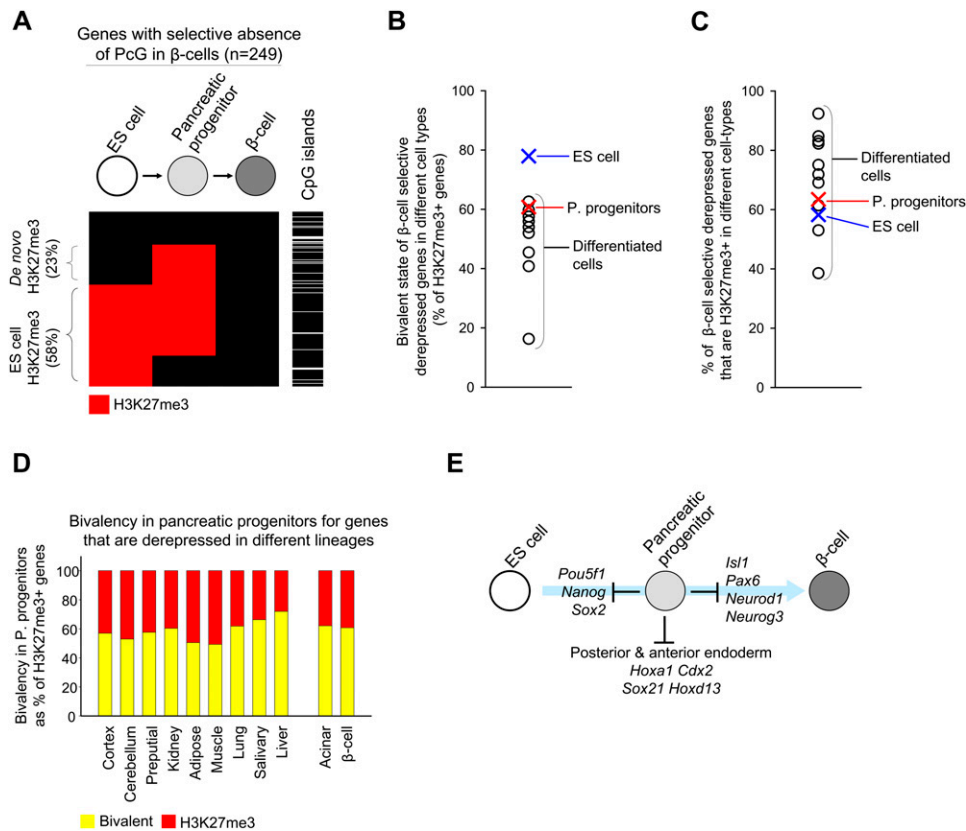 A
Genes with selective absence
of PcG in β-cells (n=249)
ES cell
Pancreatic
progenitor
β-cell
CpG islands
De novo
H3K27me3
(23%)
ES cell
H3K27me3
(58%)
H3K27me3
B
Bivalent state of β-cell selective
derepressed genes in different cell types
(% of H3K27me3+ genes)
100
80
60
40
20
0
ES cell
P. progenitors
Differentiated
cells
C
% of β-cell selective derepressed genes
that are H3K27me3+ in different cell-types
100
80
60
40
20
0
Differentiated
cells
P. progenitors
ES cell
D
Bivalency in pancreatic progenitors for genes
that are derepressed in different lineages
Bivalency in P. progenitors
as % of H3K27me3+ genes
100
80
60
40
20
0
Cortex
Cerebellum
Preputial
Kidney
Adipose
Muscle
Lung
Salivary
Liver
Acinar
β-cell
Bivalent
H3K27me3
E
ES cell
Pancreatic
progenitor
β-cell
Pou5f1
Nanog
Sox2
Isl1
Pax6
Neurod1
Neurog3
Posterior & anterior endoderm
Hoxa1 Cdx2
Sox21 Hoxd13